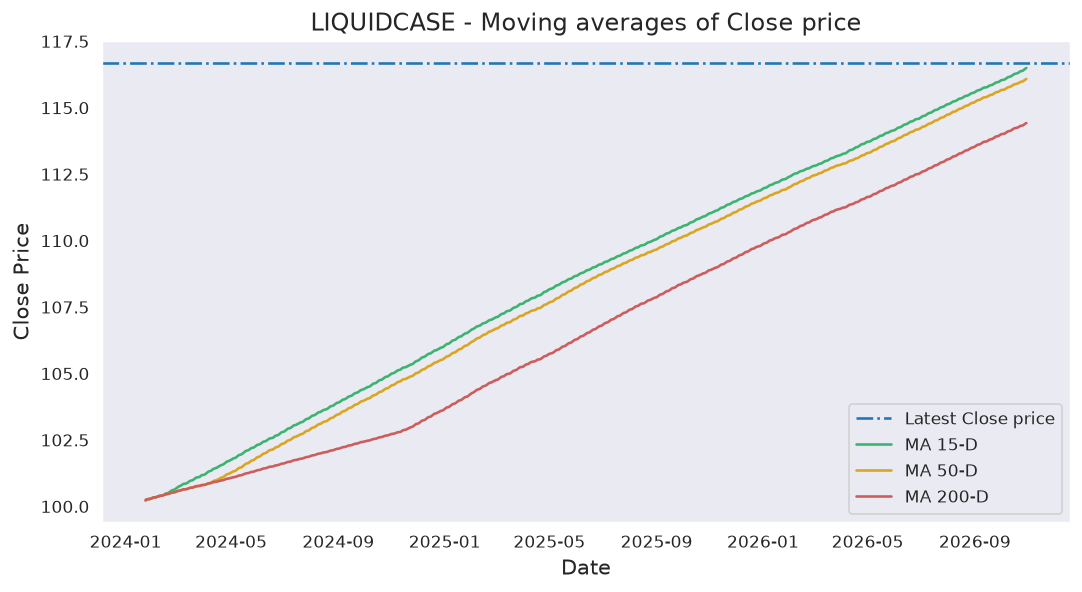 LIQUIDCASE - Moving averages of Close price
117.5
115.0
112.5
110.0
107.5
105.0
102.5
100.0
Close Price
2024-01 2024-05 2024-09 2025-01 2025-05 2025-09 2026-01 2026-05 2026-09
Date
Latest Close price
MA 15-D
MA 50-D
MA 200-D